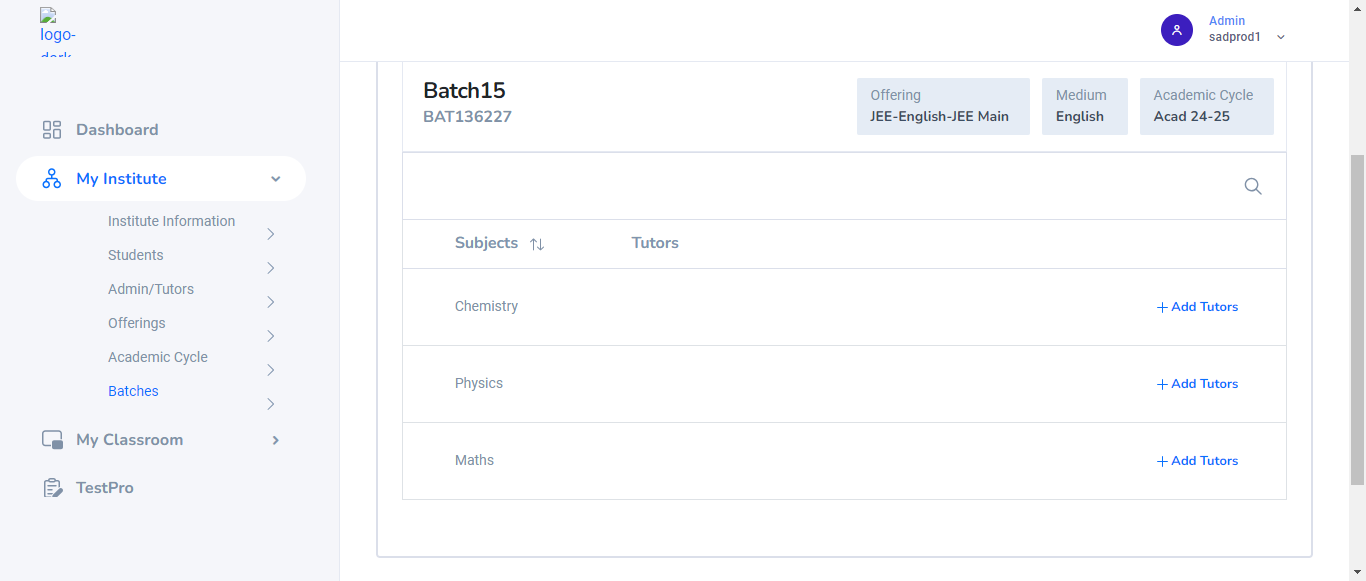 logo-
dark
Admin
sadprod1
Dashboard
My Institute
Institute Information
Students
Admin/Tutors
Offerings
Academic Cycle
Batches
My Classroom
TestPro
Batch15
BAT136227
Offering
JEE-English-JEE Main
Medium
English
Academic Cycle
Acad 24-25
Subjects
Tutors
Chemistry
Add Tutors
Physics
Add Tutors
Maths
Add Tutors